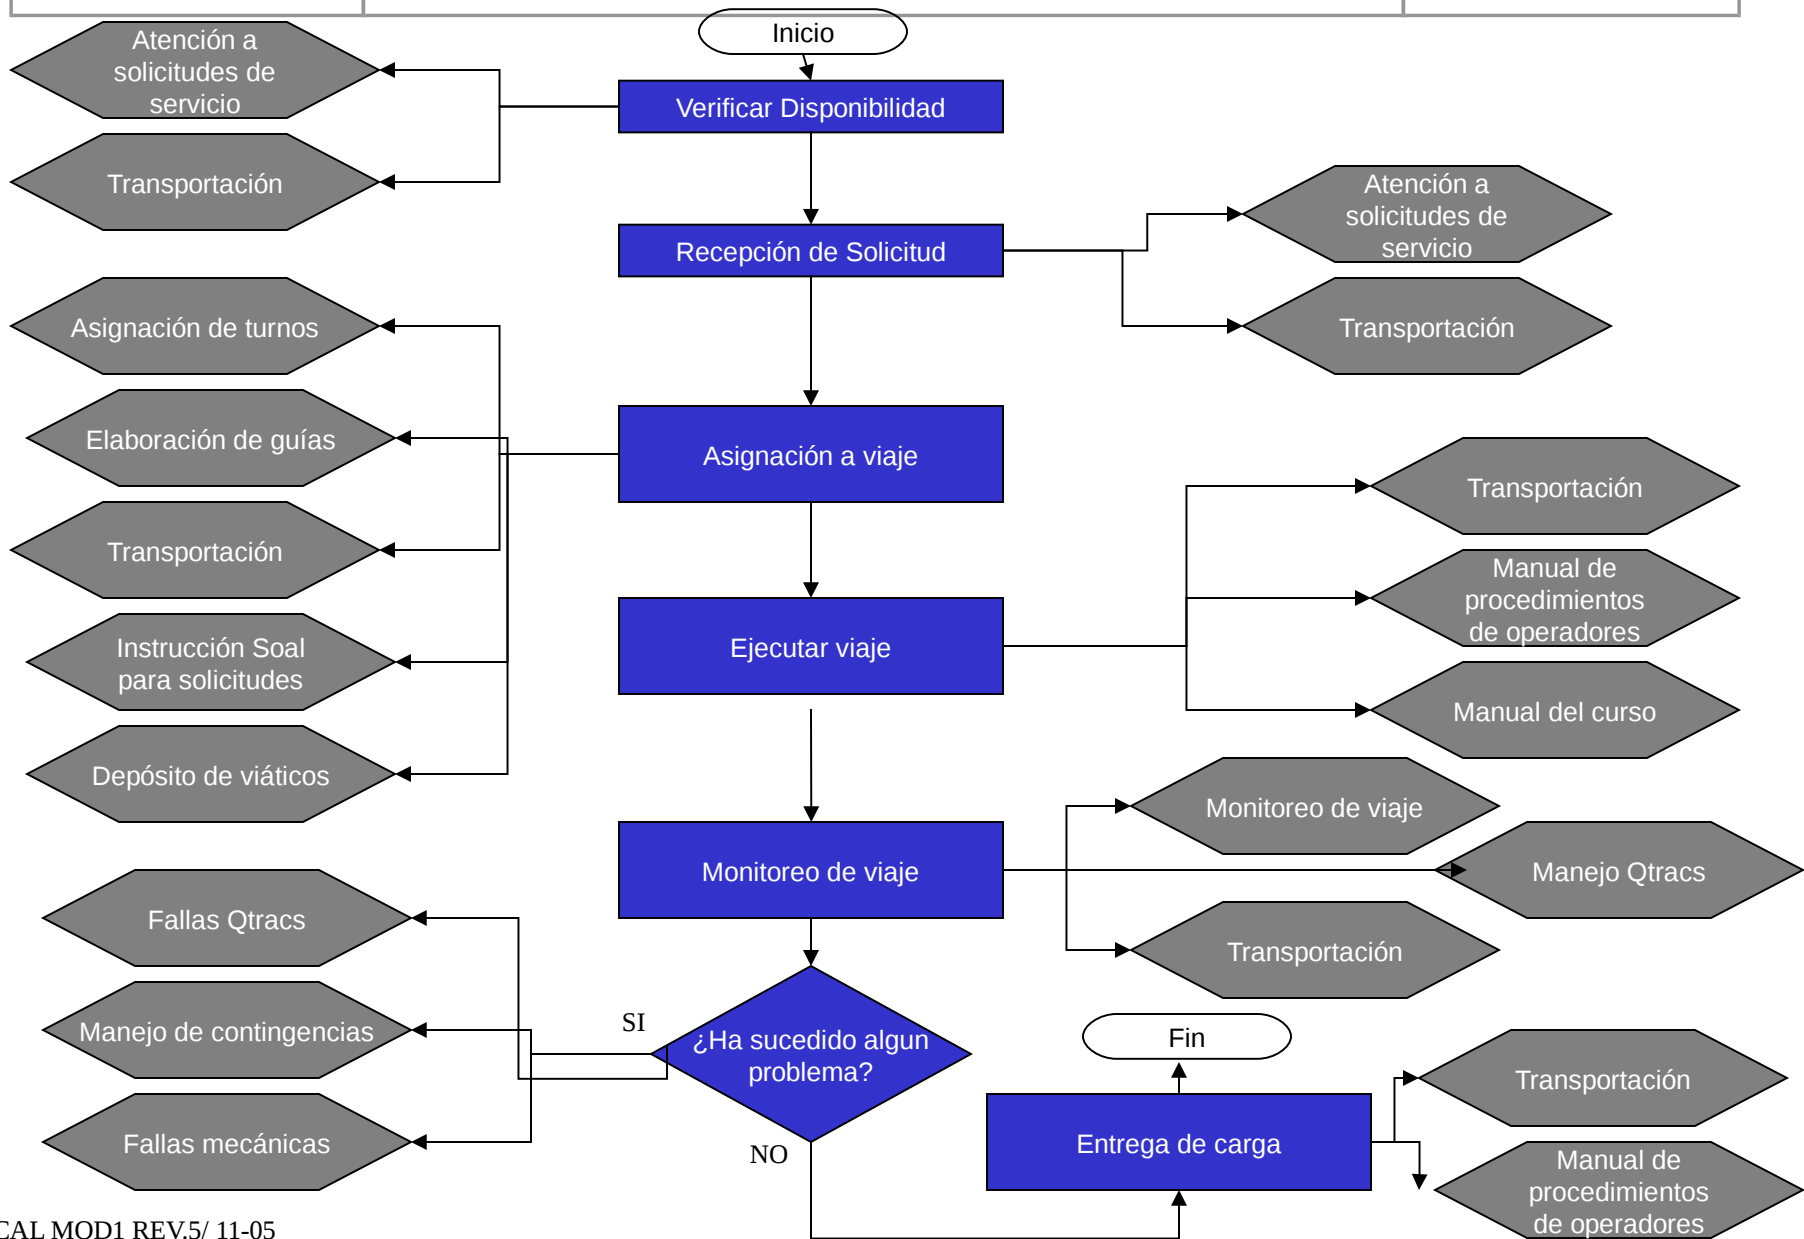 Inicio
Atención a
solicitudes de
servicio
Verificar Disponibilidad
Transportación
Atención a
solicitudes de
servicio
Recepción de Solicitud
Transportación
Asignación de turnos
Elaboración de guías
Asignación a viaje
Transportación
Transportación
Manual de
procedimientos
de operadores
Instrucción Soal
para solicitudes
Ejecutar viaje
Manual del curso
Depósito de viáticos
Monitoreo de viaje
Monitoreo de viaje
Manejo Qtracs
Fallas Qtracs
Transportación
SI
Manejo de contingencias
¿Ha sucedido algun
problema?
Fin
Transportación
Fallas mecánicas
NO
Entrega de carga
Manual de
procedimientos
de operadores
CAL MOD1 REV.5/ 11-05